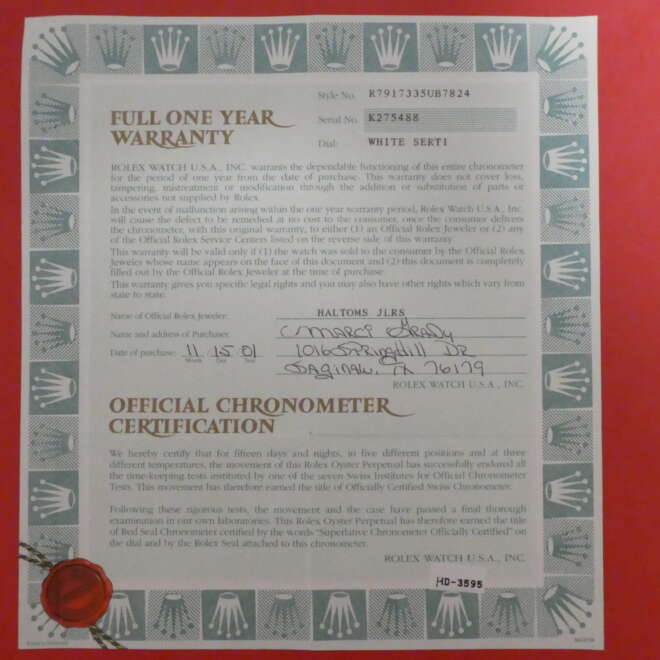 Style No. R7917335UB7824
FULL ONE YEAR
WARRANTY
Serial No. K275488
Dial: WHITE SERTI
ROLEX WATCH U.S.A., INC. warrants the dependable functioning of this entire chronometer
for the period of one year from the date of purchase. This warranty does not cover loss,
tampering, mistreatment or modification through the addition or substitution of parts or
accessories not supplied by Rolex.
In the event of malfunction arising within the one year warranty period, Rolex Watch U.S.A., Inc.
will cause the defect to be remedied at no cost to the consumer, once the consumer delivers
the chronometer, with this original warranty, to either (1) an Official Rolex Jeweler or (2) any
of the Official Rolex Service Centers listed on the reverse side of this warranty.
This warranty will be valid only if (1) the watch was sold to the consumer by the Official Rolex
Jeweler whose name appears on the face of this document and (2) this document is completely
filled out by the Official Rolex Jeweler at the time of purchase.
This warranty gives you specific legal rights and you may also have other rights which vary from
state to state.
Name of Official Rolex Jeweler: HALTOMS JLRS
Name and address of Purchaser:
Date of purchase: 11 15 01 1016 Springhill DR
Month Day Year
Saginaw, TX 76179
ROLEX WATCH U.S.A., INC.
OFFICIAL CHRONOMETER
CERTIFICATION
We hereby certify that for fifteen days and nights, in five different positions and at three
different temperatures, the movement of this Rolex Oyster Perpetual has successfully endured all
the time-keeping tests instituted by one of the seven Swiss Institutes for Official Chronometer
Tests. This movement has therefore earned the title of Officially Certified Swiss Chronometer.
Following these rigorous tests, the movement and the case have passed a final thorough
examination in our own laboratories. This Rolex Oyster Perpetual has therefore earned the title
of Red Seal Chronometer certified by the words "Superlative Chronometer Officially Certified" on
the dial and by the Rolex Seal attached to this chronometer.
ROLEX WATCH U.S.A., INC.
HD-3595